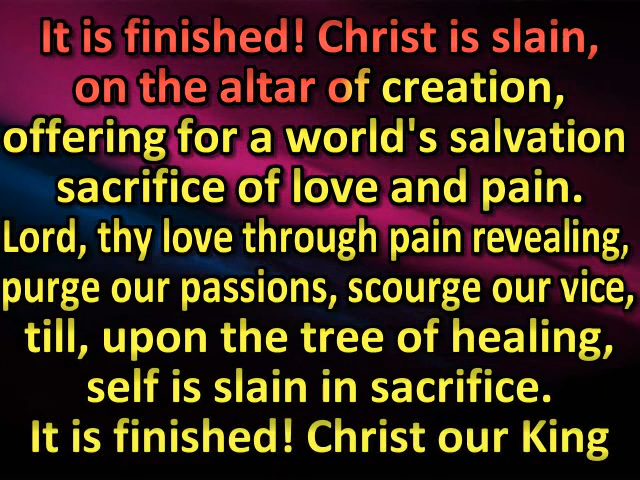 It is finished! Christ is slain,
on the altar of creation,
offering for a world's salvation
sacrifice of love and pain.
Lord, thy love through pain revealing,
purge our passions, scourge our vice,
till, upon the tree of healing,
self is slain in sacrifice.
It is finished! Christ our King